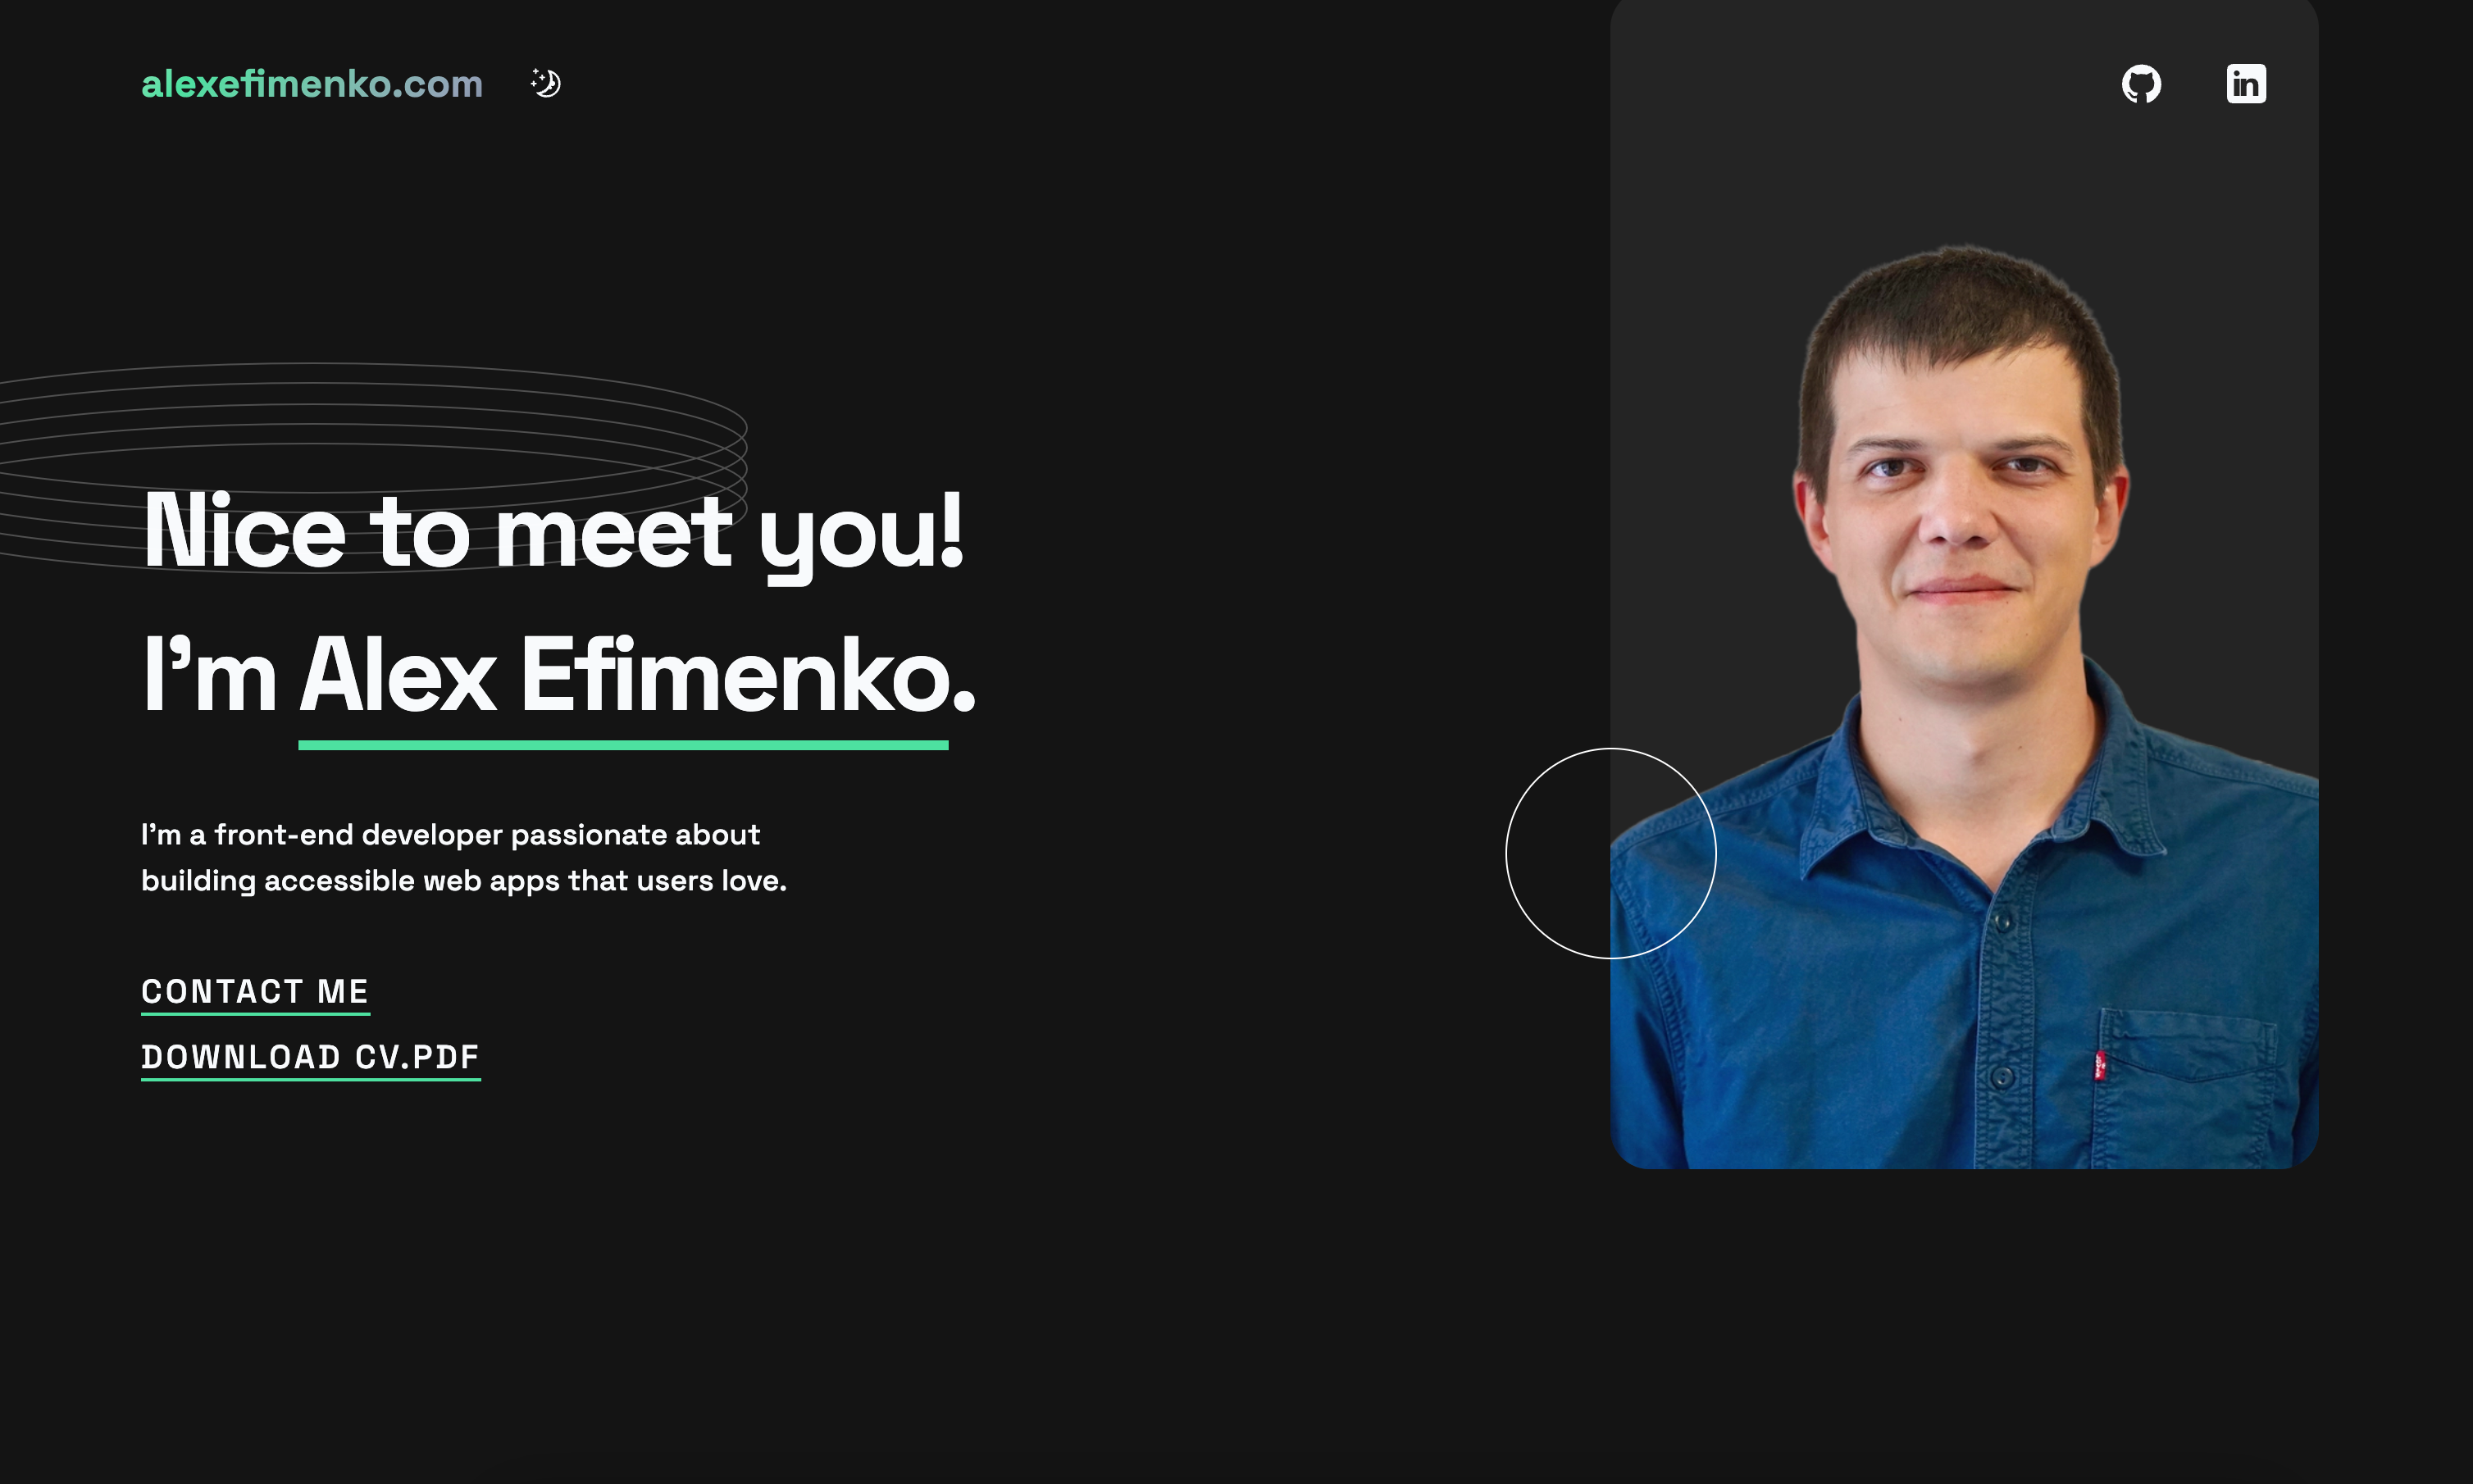 alexefimenko.com
in
Nice to meet you!
I’m Alex Efimenko.
I’m a front-end developer passionate about
building accessible web apps that users love.
CONTACT ME
DOWNLOAD CV.PDF